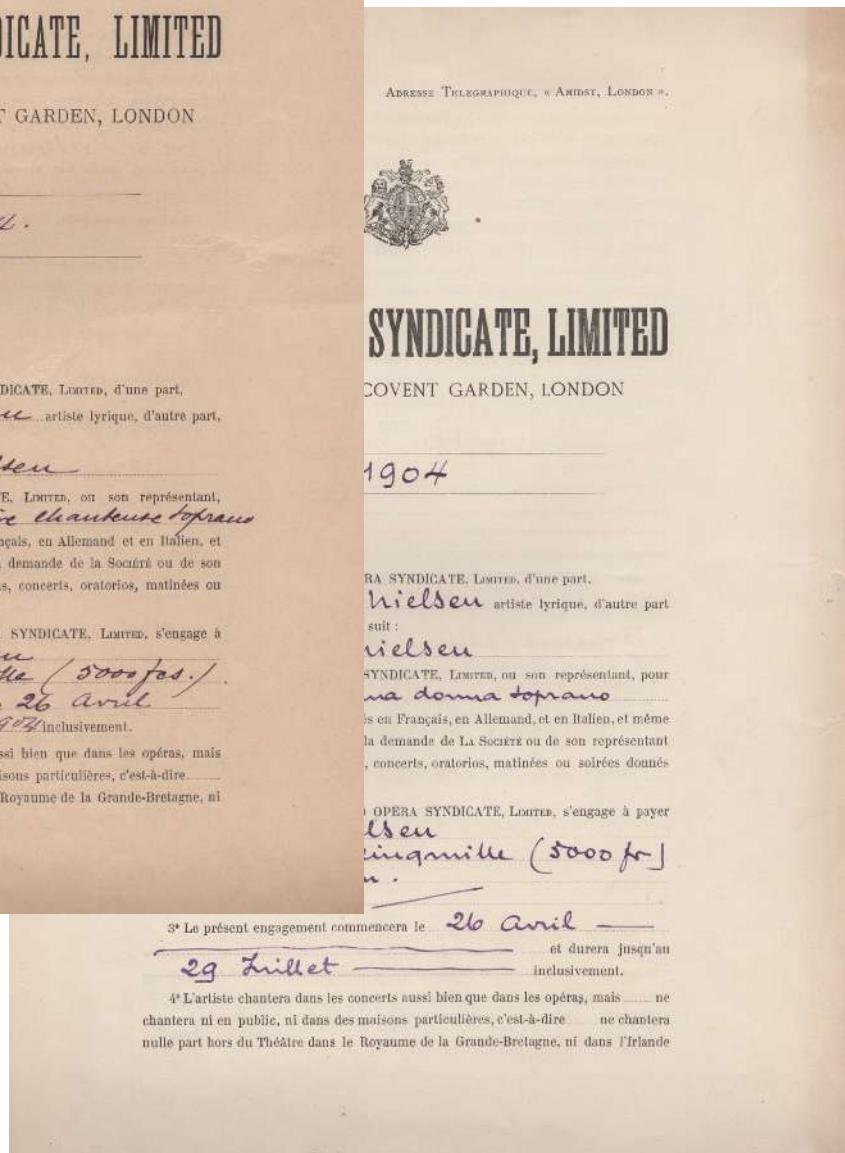 DICATE, LIMITED
T GARDEN, LONDON
4.
DICATE, LIMITED, d'une part,
artiste lyrique, d'autre part,
lsen
E, LIMITED, ou son représentant,
chanteuse soprano
nçais, en Allemand et en Italien, et
demande de la SOCIÉTÉ ou de son
s, concerts, oratorios, matinées ou
SYNDICATE, LIMITED, s'engage à
lle (5000 fcs.)
26 avril
1904 inclusivement.
ssi bien que dans les opéras, mais
isons particulières, c'est-à-dire
Royaume de la Grande-Bretagne, ni
ADRESSE TELEGRAPHIQUE, « AMIDST, LONDON ».
SYNDICATE, LIMITED
COVENT GARDEN, LONDON
1904
RA SYNDICATE, LIMITED, d'une part,
Nielsen artiste lyrique, d'autre part
suit :
Nielsen
SYNDICATE, LIMITED, ou son représentant, pour
na donna soprano
és en Français, en Allemand, et en Italien, et même
la demande de LA SOCIÉTÉ ou de son représentant
, concerts, oratorios, matinées ou soirées donnés
OPERA SYNDICATE, LIMITED, s'engage à payer
lsen
cinqmille (5000 fr)
3° Le présent engagement commencera le 26 Avril
et durera jusqu'au
29 Juillet inclusivement.
4° L'artiste chantera dans les concerts aussi bien que dans les opéras, mais ne
chantera ni en public, ni dans des maisons particulières, c'est-à-dire ne chantera
nulle part hors du Théâtre dans le Royaume de la Grande-Bretagne, ni dans l'Irlande